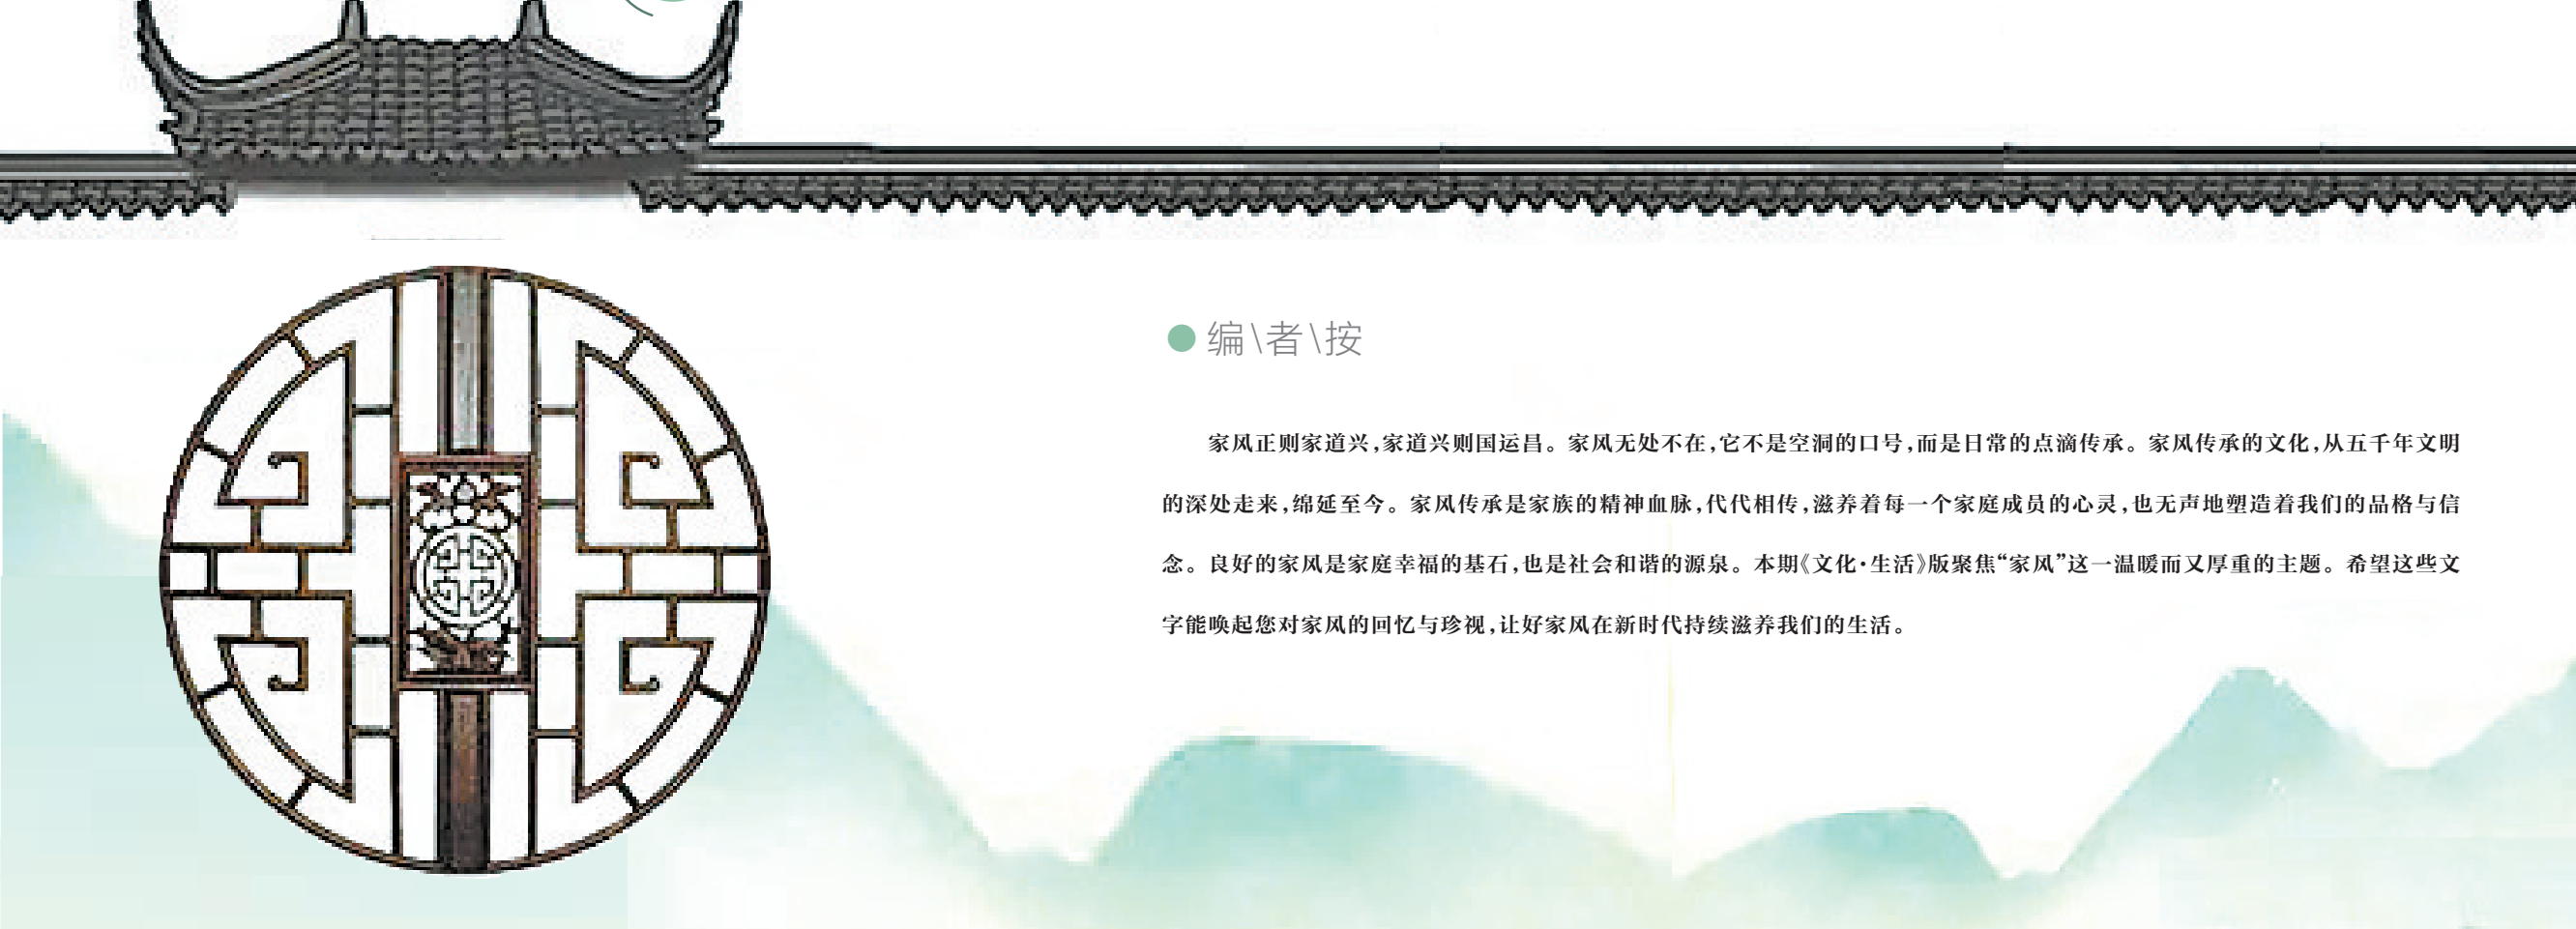 编\者\按
家风正则家道兴,家道兴则国运昌。家风无处不在,它不是空洞的口号,而是日常的点滴传承。家风传承的文化,从五千年文明
的深处走来,绵延至今。家风传承是家族的精神血脉,代代相传,滋养着每一个家庭成员的心灵,也无声地塑造着我们的品格与信
念。良好的家风是家庭幸福的基石,也是社会和谐的源泉。本期《文化·生活》版聚焦“家风”这一温暖而又厚重的主题。希望这些文
字能唤起您对家风的回忆与珍视,让好家风在新时代持续滋养我们的生活。